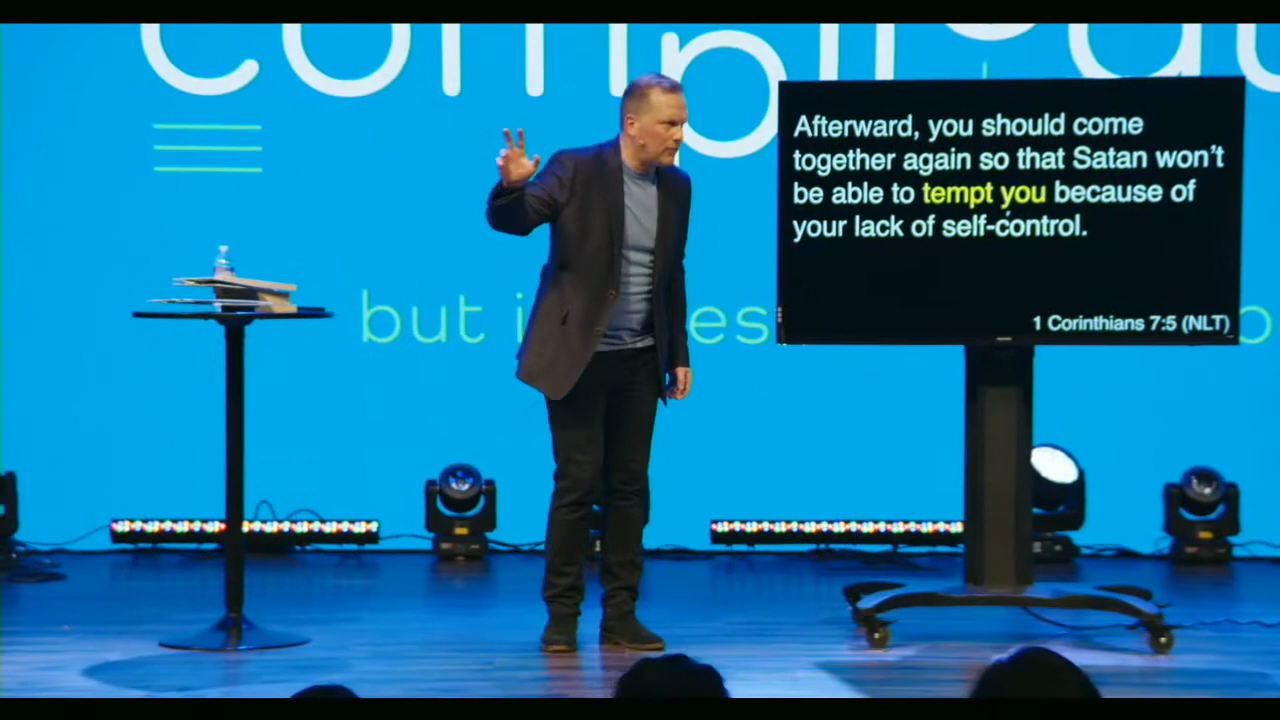 but
Afterward, you should come
together again so that Satan won't
be able to tempt you because of
your lack of self-control.
1 Corinthians 7:5 (NLT)